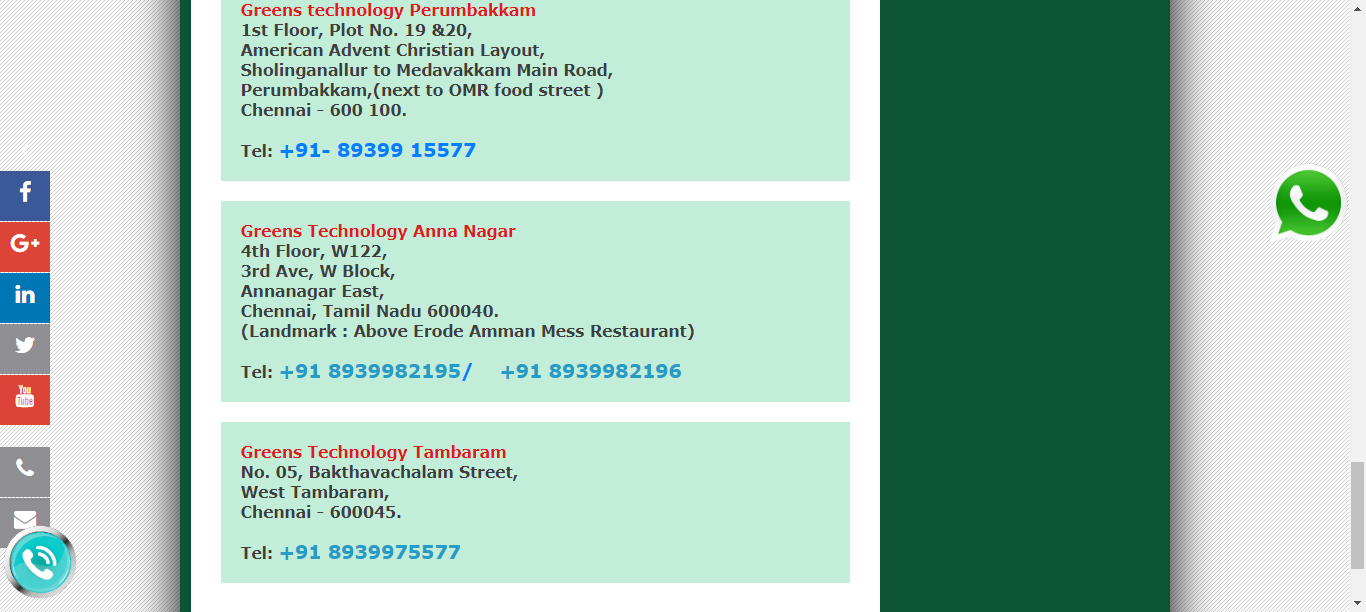 Greens technology Perumbakkam
1st Floor, Plot No. 19 &20,
American Advent Christian Layout,
Sholinganallur to Medavakkam Main Road,
Perumbakkam,(next to OMR food street )
Chennai - 600 100.
Tel: +91- 89399 15577
Greens Technology Anna Nagar
4th Floor, W122,
3rd Ave, W Block,
Annanagar East,
Chennai, Tamil Nadu 600040.
(Landmark : Above Erode Amman Mess Restaurant)
Tel: +91 8939982195/ +91 8939982196
Greens Technology Tambaram
No. 05, Bakthavachalam Street,
West Tambaram,
Chennai - 600045.
Tel: +91 8939975577
f
G+
in
You
Tube